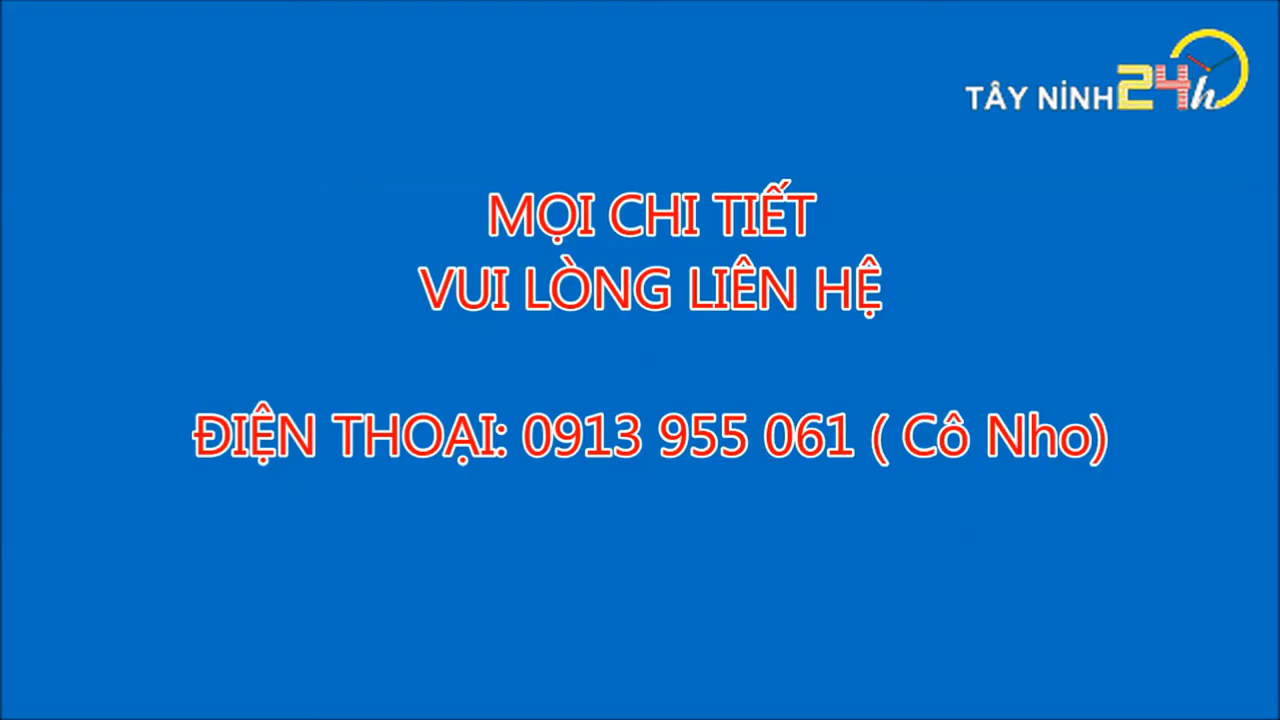 TÂY NINH 24h
MỌI CHI TIẾT
VUI LÒNG LIÊN HỆ
ĐIỆN THOẠI: 0913 955 061 ( Cô Nho)